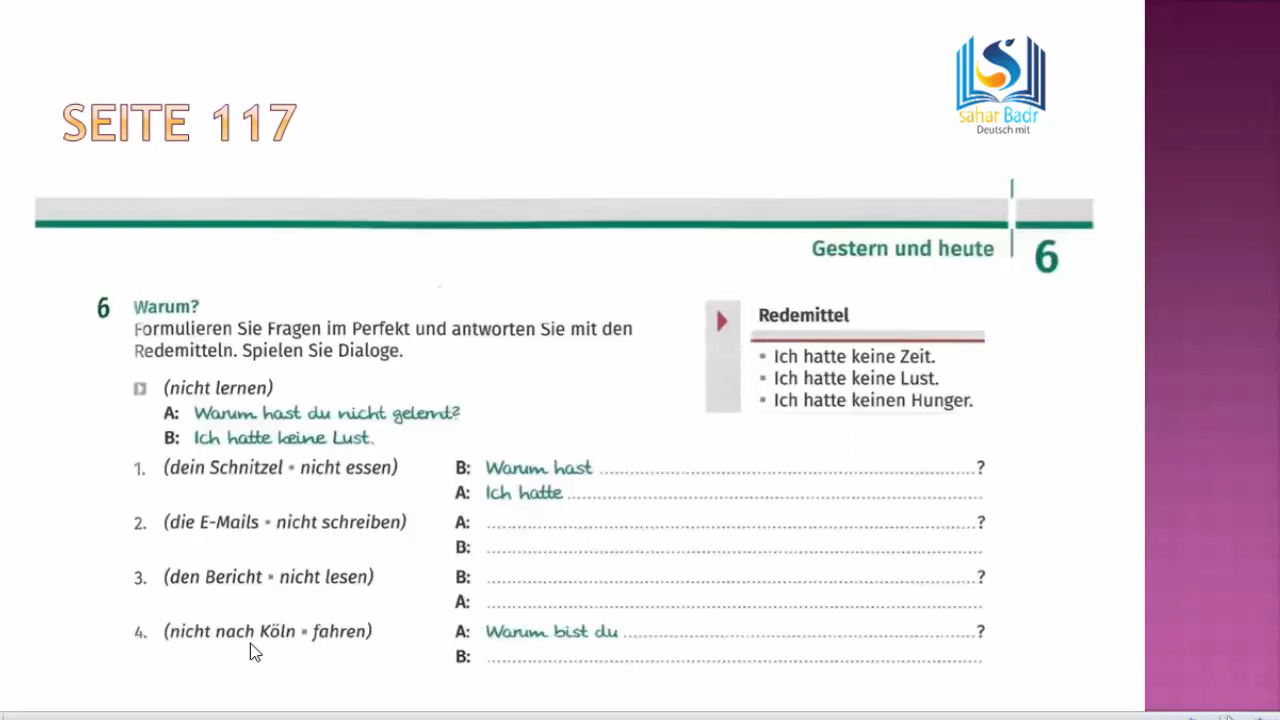 sahar Badr
Deutsch mit
SEITE 117
Gestern und heute 6
6 Warum?
Formulieren Sie Fragen im Perfekt und antworten Sie mit den
Redemitteln. Spielen Sie Dialoge.
(nicht lernen)
A: Warum hast du nicht gelernt?
B: Ich hatte keine Lust.
Redemittel
▪ Ich hatte keine Zeit.
▪ Ich hatte keine Lust.
▪ Ich hatte keinen Hunger.
1. (dein Schnitzel ▪ nicht essen) B: Warum hast ........................ ?
A: Ich hatte ........................
2. (die E-Mails ▪ nicht schreiben) A: ........................ ?
B: ........................
3. (den Bericht ▪ nicht lesen) B: ........................ ?
A: ........................
4. (nicht nach Köln ▪ fahren) A: Warum bist du ........................ ?
B: ........................